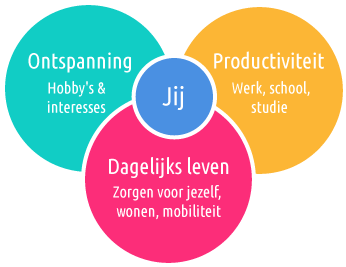 Ontspanning
Hobby's &
interesses
Productiviteit
Werk, school,
studie
Jij
Dagelijks leven
Zorgen voor jezelf,
wonen, mobiliteit